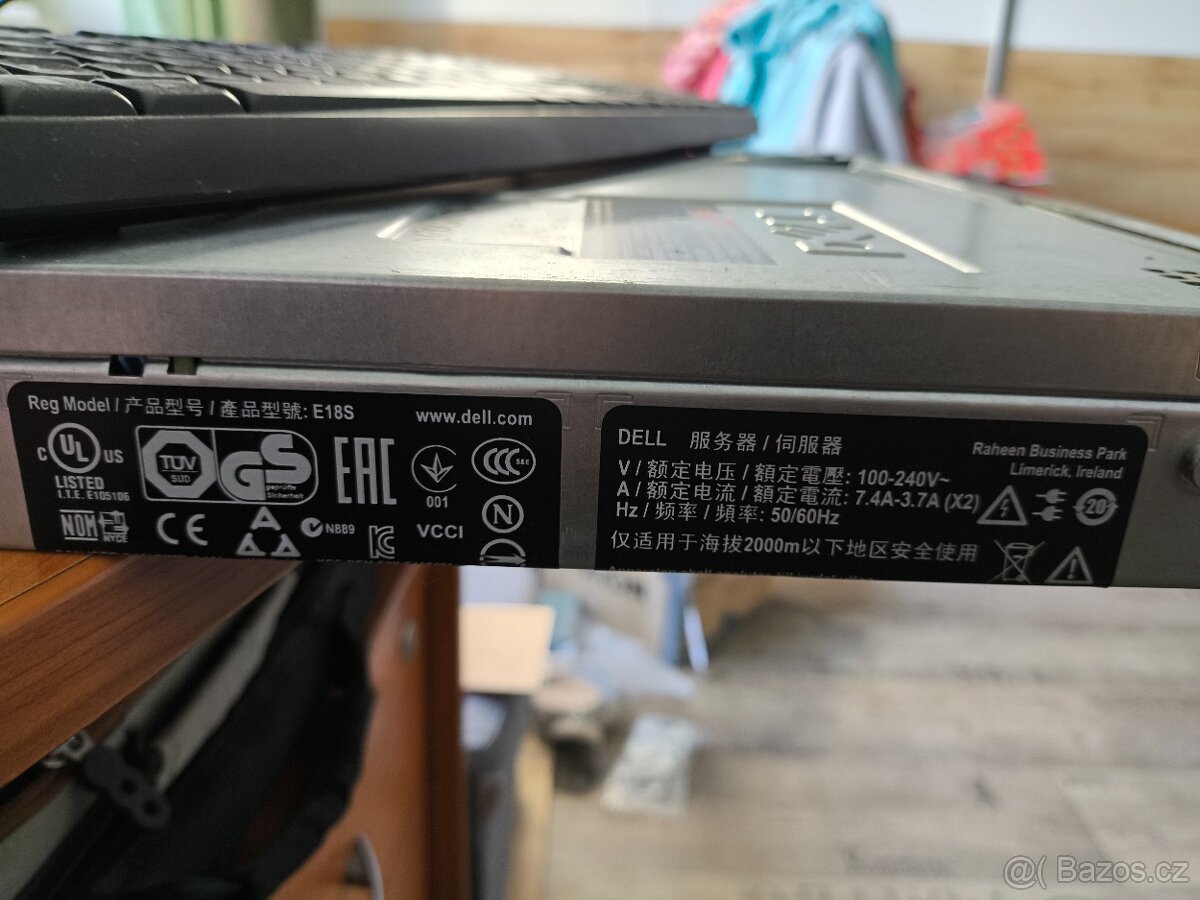 Reg Model / 产品型号 / 產品型號: E18S
www.dell.com
C UL US
LISTED
I.T.E. E105106
TÜV
SÜD
GS
geprüfte
Sicherheit
EAC
001
CCC
S&E
NOM
NYCE
CE
N889
VCCI
N
DELL 服务器 / 伺服器
Raheen Business Park
Limerick, Ireland
V / 额定电压 / 額定電壓: 100-240V~
A / 额定电流 / 額定電流: 7.4A-3.7A (X2)
Hz / 频率 / 頻率: 50/60Hz
20
仅适用于海拔2000m以下地区安全使用
@( Bazos.cz